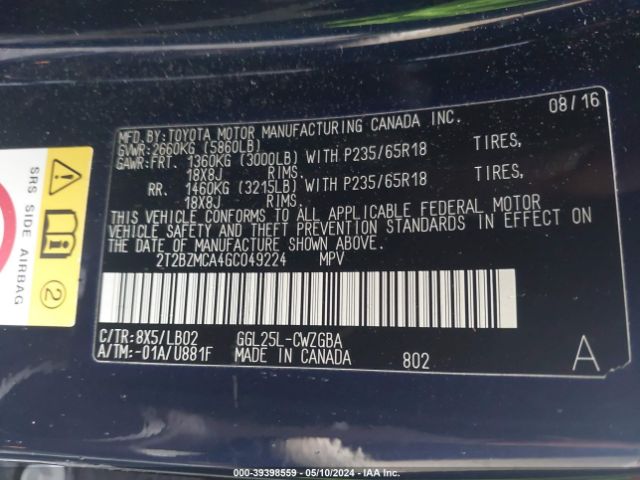 08/16
MFD.BY:TOYOTA MOTOR MANUFACTURING CANADA INC.
GVWR:2660KG (5860LB)
GAWR:FRT. 1360KG (3000LB) WITH P235/65R18 TIRES,
18X8J RIMS.
RR. 1460KG (3215LB) WITH P235/65R18 TIRES,
18X8J RIMS.
THIS VEHICLE CONFORMS TO ALL APPLICABLE FEDERAL MOTOR
VEHICLE SAFETY AND THEFT PREVENTION STANDARDS IN EFFECT ON
THE DATE OF MANUFACTURE SHOWN ABOVE.
2T2BZMCA4GC049224 MPV
C/TR:8X5/LB02 GGL25L-CWZGBA
A/TM:-01A/U881F MADE IN CANADA 802 A
SRS SIDE AIRBAG
2
000-39398559 — 05/10/2024 — IAA Inc.